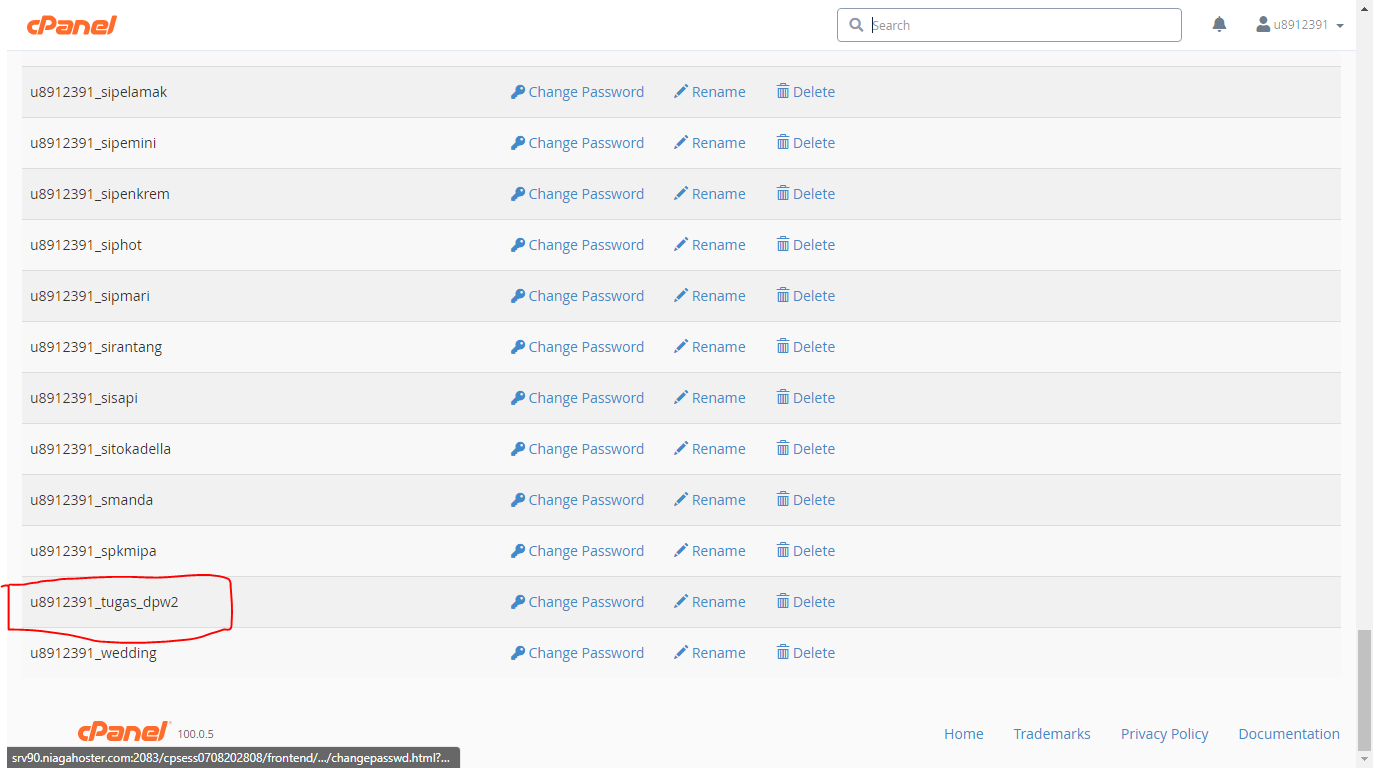 cPanel Search u8912391
u8912391_sipelamak Change Password Rename Delete
u8912391_sipemini Change Password Rename Delete
u8912391_sipenkrem Change Password Rename Delete
u8912391_siphot Change Password Rename Delete
u8912391_sipmari Change Password Rename Delete
u8912391_sirantang Change Password Rename Delete
u8912391_sisapi Change Password Rename Delete
u8912391_sitokadella Change Password Rename Delete
u8912391_smanda Change Password Rename Delete
u8912391_spkmipa Change Password Rename Delete
u8912391_tugas_dpw2 Change Password Rename Delete
u8912391_wedding Change Password Rename Delete
cPanel 100.0.5 Home Trademarks Privacy Policy Documentation
srv90.niagahoster.com:2083/cpsess0708202808/frontend/.../changepasswd.html?...